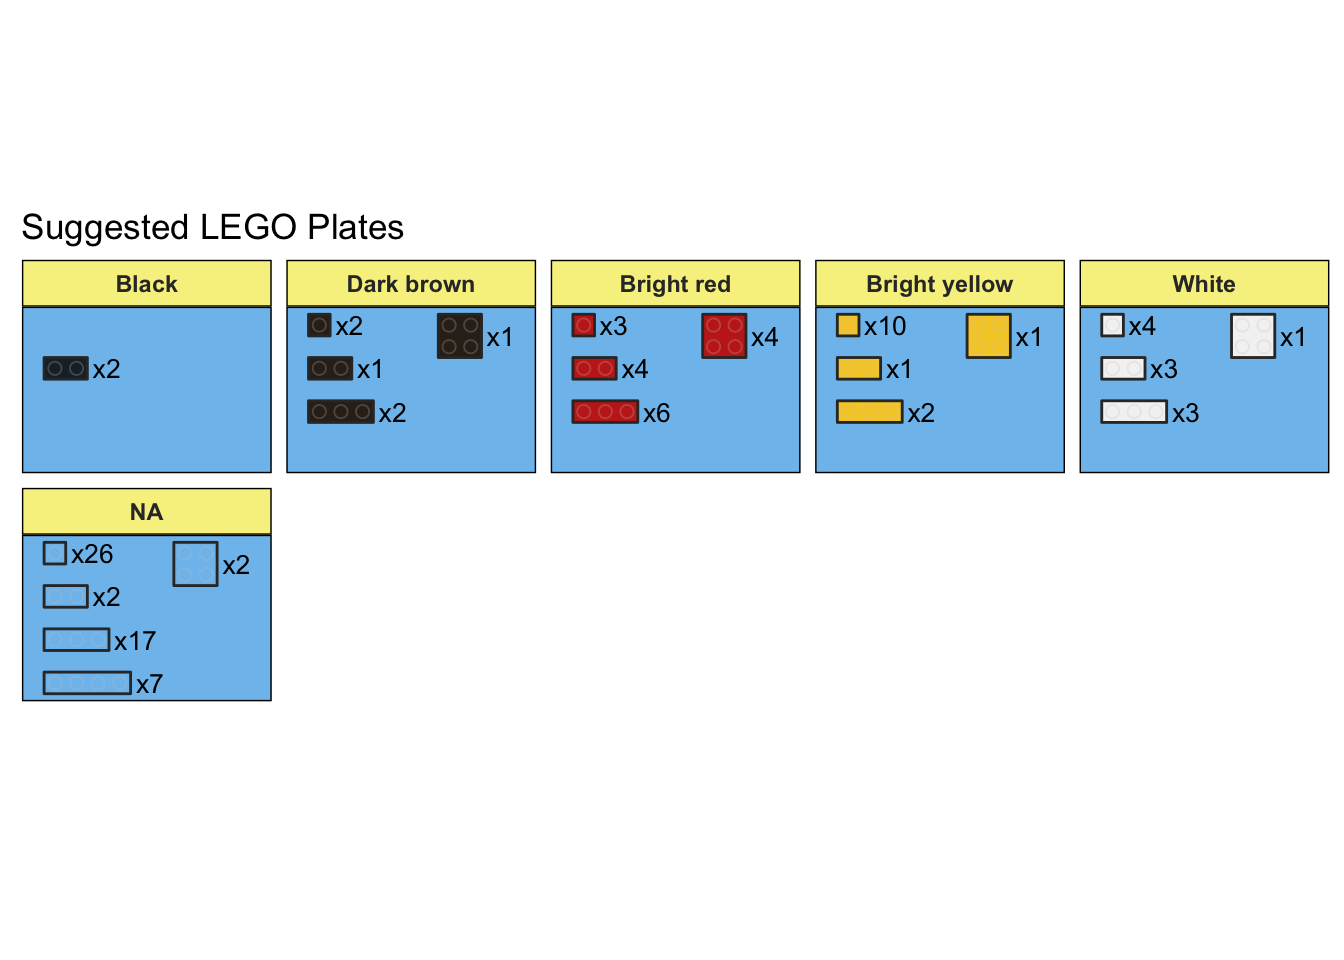 Suggested LEGO Plates
Black
x2
Dark brown
x2
x1
x1
x2
Bright red
x3
x4
x4
x6
Bright yellow
x10
x1
x1
x2
White
x4
x1
x3
x3
NA
x26
x2
x2
x17
x7